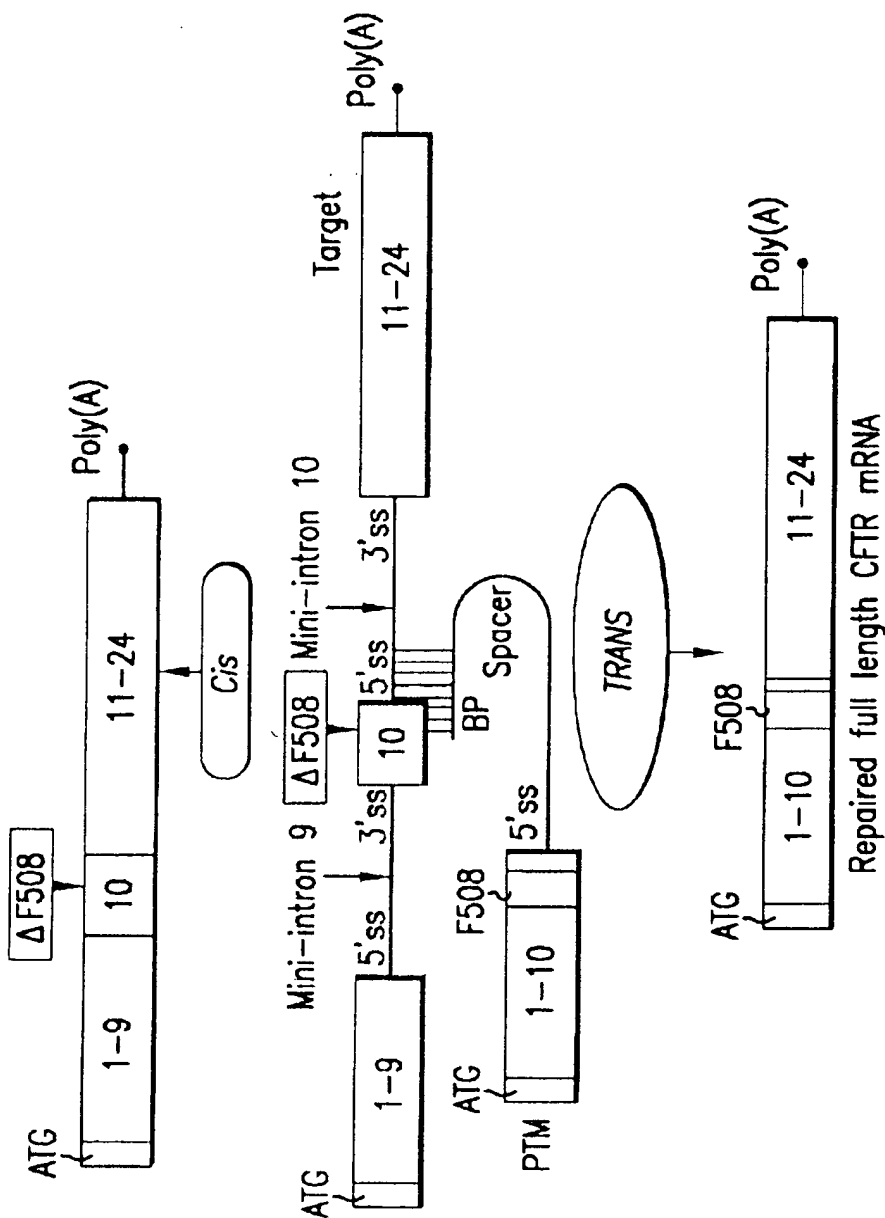 ΔF508
ATG
1-9
10
11-24
Poly(A)
Cis
Mini-intron 9
ΔF508
Mini-intron 10
Target
ATG
1-9
5'ss
3'ss
10
5'ss
3'ss
11-24
Poly(A)
BP
Spacer
ATG
F508
1-10
5'ss
PTM
TRANS
ATG
F508
1-10
11-24
Poly(A)
Repaired full length CFTR mRNA